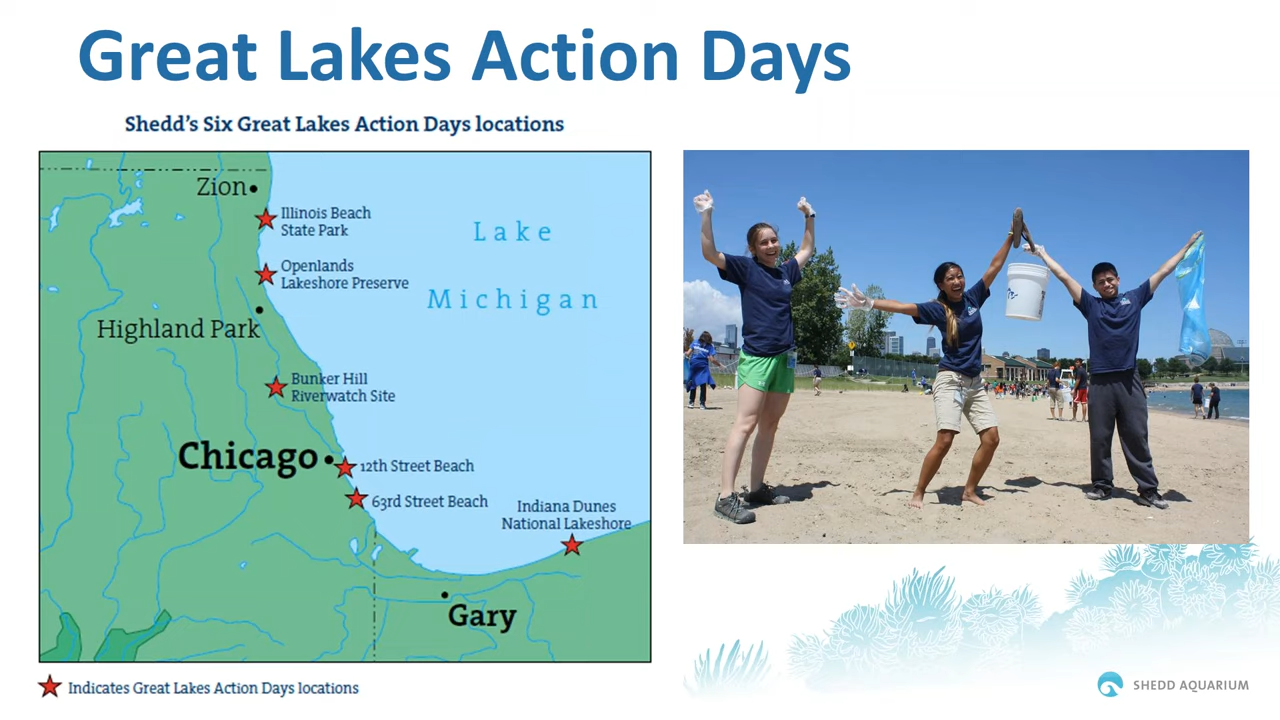 Great Lakes Action Days
Shedd's Six Great Lakes Action Days locations
Zion
Illinois Beach
State Park
Lake
Openlands
Lakeshore Preserve
Michigan
Highland Park
Bunker Hill
Riverwatch Site
Chicago
12th Street Beach
63rd Street Beach
Indiana Dunes
National Lakeshore
Gary
Indicates Great Lakes Action Days locations
SHEDD AQUARIUM